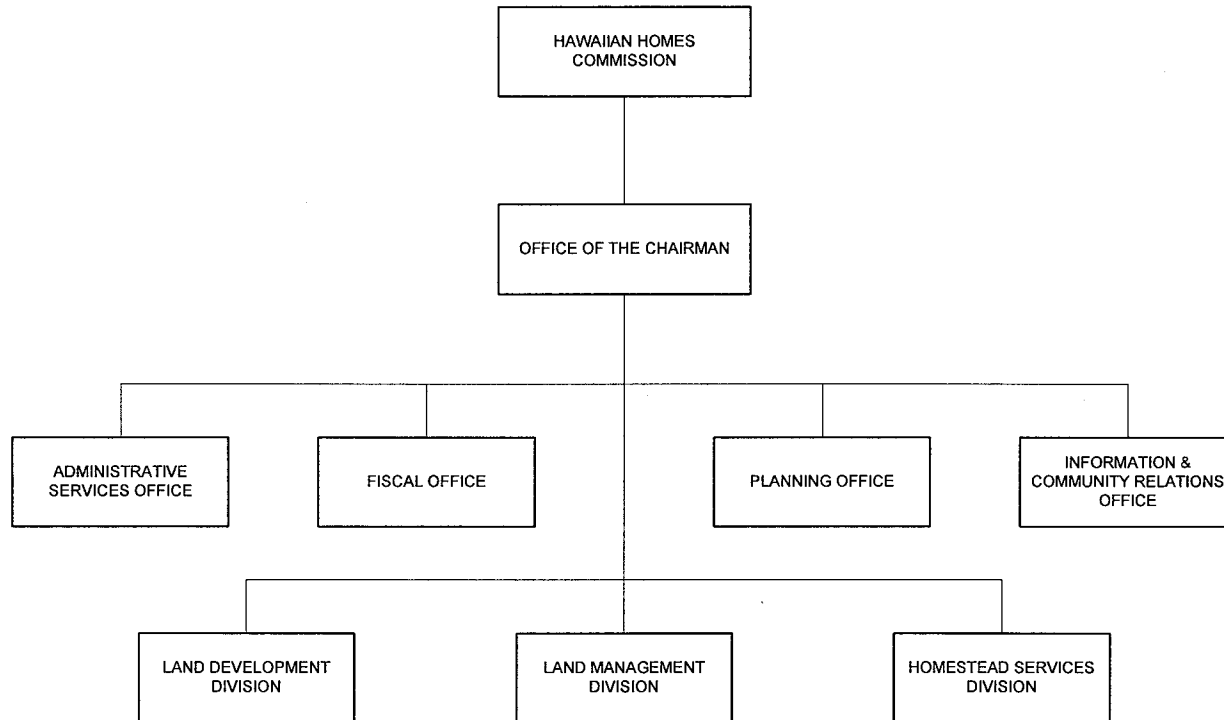 HAWAIIAN HOMES
COMMISSION
OFFICE OF THE CHAIRMAN
ADMINISTRATIVE
SERVICES OFFICE
FISCAL OFFICE
PLANNING OFFICE
INFORMATION &
COMMUNITY RELATIONS
OFFICE
LAND DEVELOPMENT
DIVISION
LAND MANAGEMENT
DIVISION
HOMESTEAD SERVICES
DIVISION